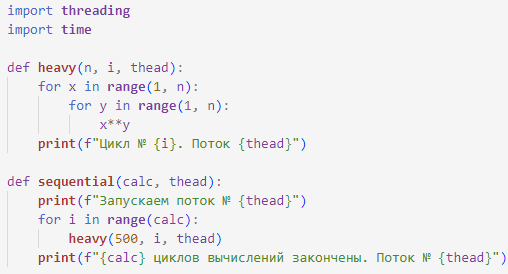 import threading
import time

def heavy(n, i, thead):
    for x in range(1, n):
        for y in range(1, n):
            x**y
    print(f"Цикл № {i}. Поток {thead}")

def sequential(calc, thead):
    print(f"Запускаем поток № {thead}")
    for i in range(calc):
        heavy(500, i, thead)
    print(f"{calc} циклов вычислений закончены. Поток № {thead}")